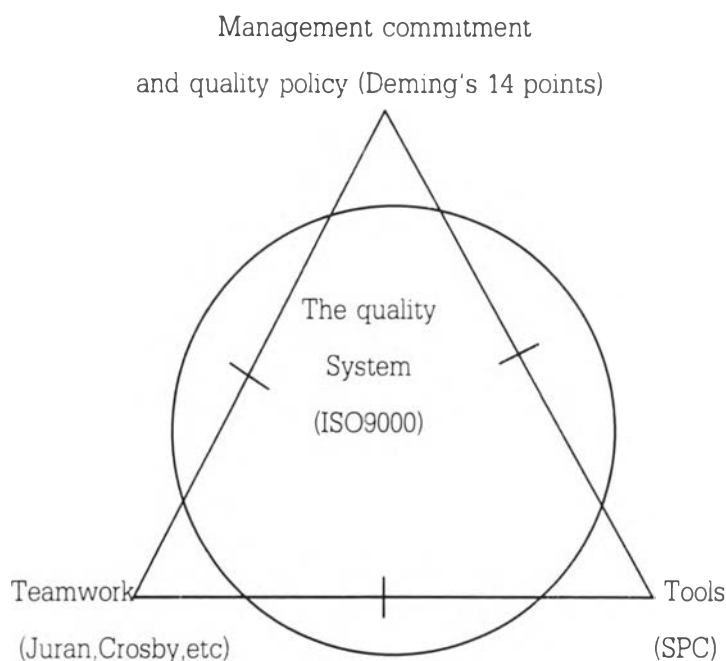 Management commitment
and quality policy (Deming's 14 points)
The quality
System
(ISO9000)
Teamwork
(Juran,Crosby,etc)
Tools
(SPC)